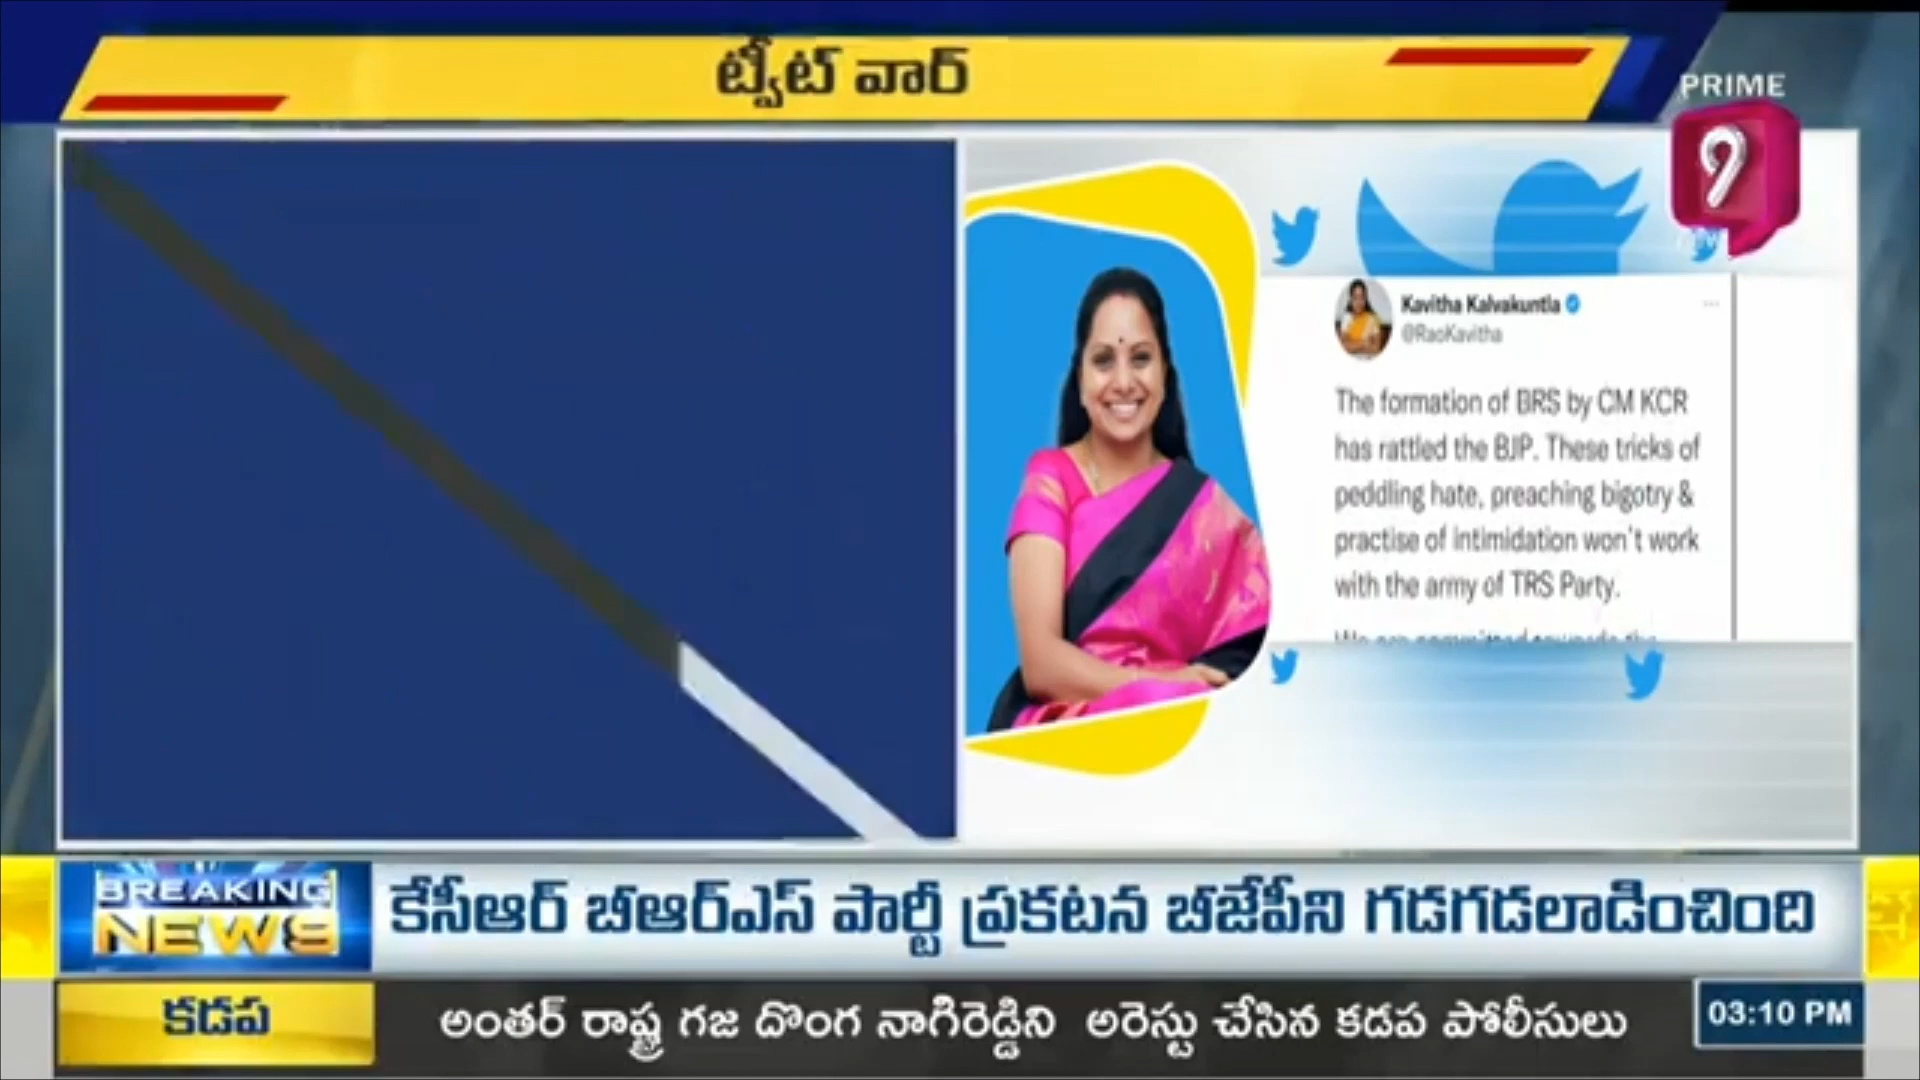 ట్వీట్ వార్
PRIME
9
Kavitha Kalvakuntla
@RaoKavitha
The formation of BRS by CM KCR
has rattled the BJP. These tricks of
peddling hate, preaching bigotry &
practise of intimidation won't work
with the army of TRS Party.
BREAKING
NEWS
కేసీఆర్ బీఆర్ఎస్ పార్టీ ప్రకటన బీజేపీని గడగడలాడించింది
కడప
అంతర్ రాష్ట్ర గజ దొంగ నాగిరెడ్డిని అరెస్టు చేసిన కడప పోలీసులు
03:10 PM